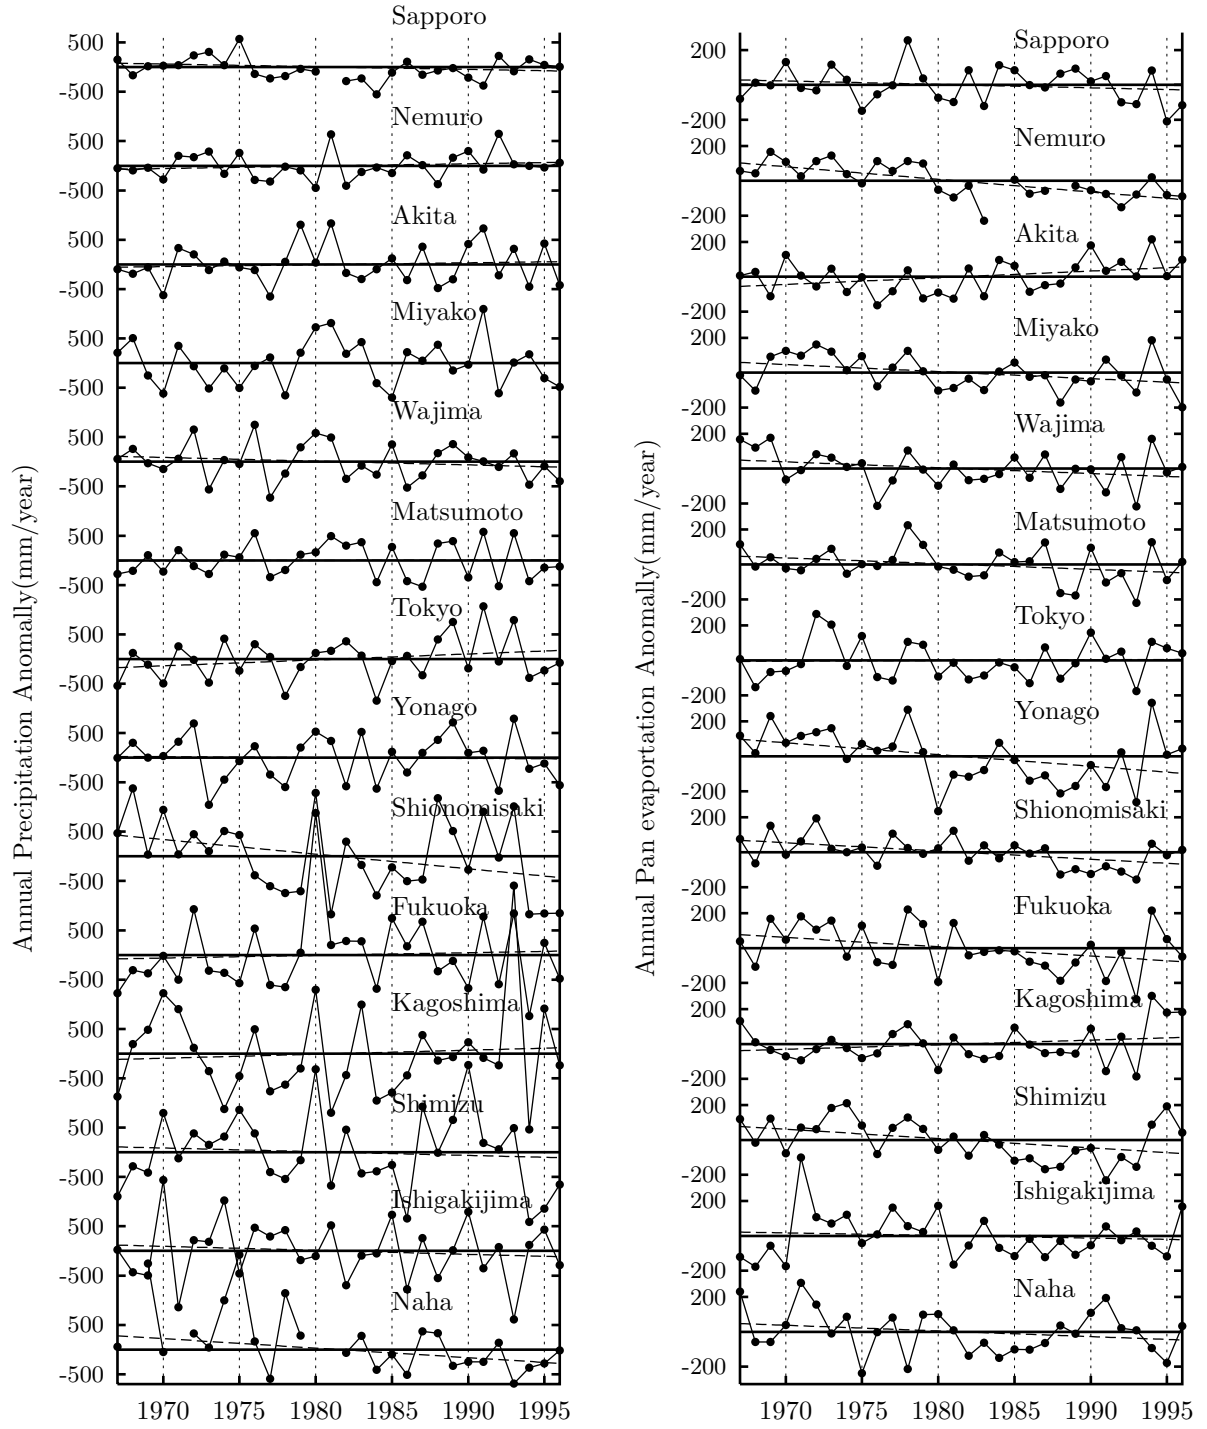 Annual Precipitation Anomally(mm/year)
Sapporo
500
-500
Nemuro
500
-500
Akita
500
-500
Miyako
500
-500
Wajima
500
-500
Matsumoto
500
-500
Tokyo
500
-500
Yonago
500
-500
Shionomisaki
500
-500
Fukuoka
500
-500
Kagoshima
500
-500
Shimizu
500
-500
Ishigakijima
500
-500
Naha
500
-500
1970 1975 1980 1985 1990 1995
Annual Pan evaportation Anomally(mm/year)
Sapporo
200
-200
Nemuro
200
-200
Akita
200
-200
Miyako
200
-200
Wajima
200
-200
Matsumoto
200
-200
Tokyo
200
-200
Yonago
200
-200
Shionomisaki
200
-200
Fukuoka
200
-200
Kagoshima
200
-200
Shimizu
200
-200
Ishigakijima
200
-200
Naha
200
-200
1970 1975 1980 1985 1990 1995